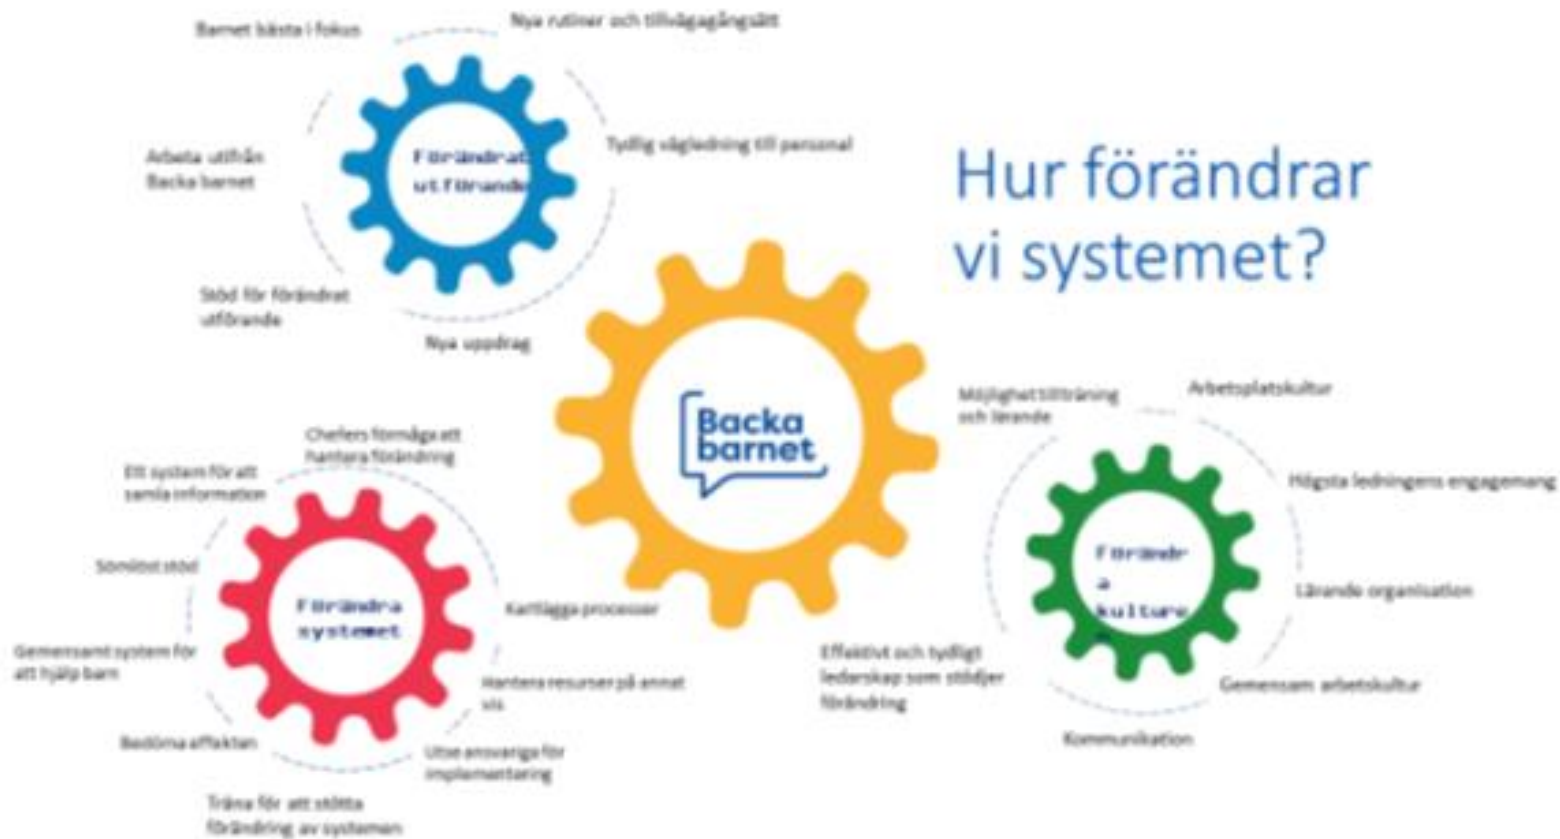 Hur förändrar
vi systemet?
Barnet bästa i fokus
Nya rutiner och tillvägagångsätt
Tydlig vägledning till personal
Arbeta utifrån
Backa barnet
Förändrat
utförande
Stöd för förändrat
utförande
Nya uppdrag
Backa
barnet
Möjlighet till träning
och lärande
Arbetsplatskultur
Högsta ledningens engagemang
Lärande organisation
Gemensam arbetskultur
Kommunikation
Effektivt och tydligt
ledarskap som stödjer
förändring
Förändr
a
kulture
n
Chefers förmåga att
hantera förändring
Ett system för att
samla information
Sömlöst stöd
Gemensamt system för
att hjälp barn
Bedöma effekten
Träna för att stötta
förändring av systemen
Utse ansvariga för
implementering
Hantera resurser på annat
vis
Kartlägga processer
Förändra
systemet